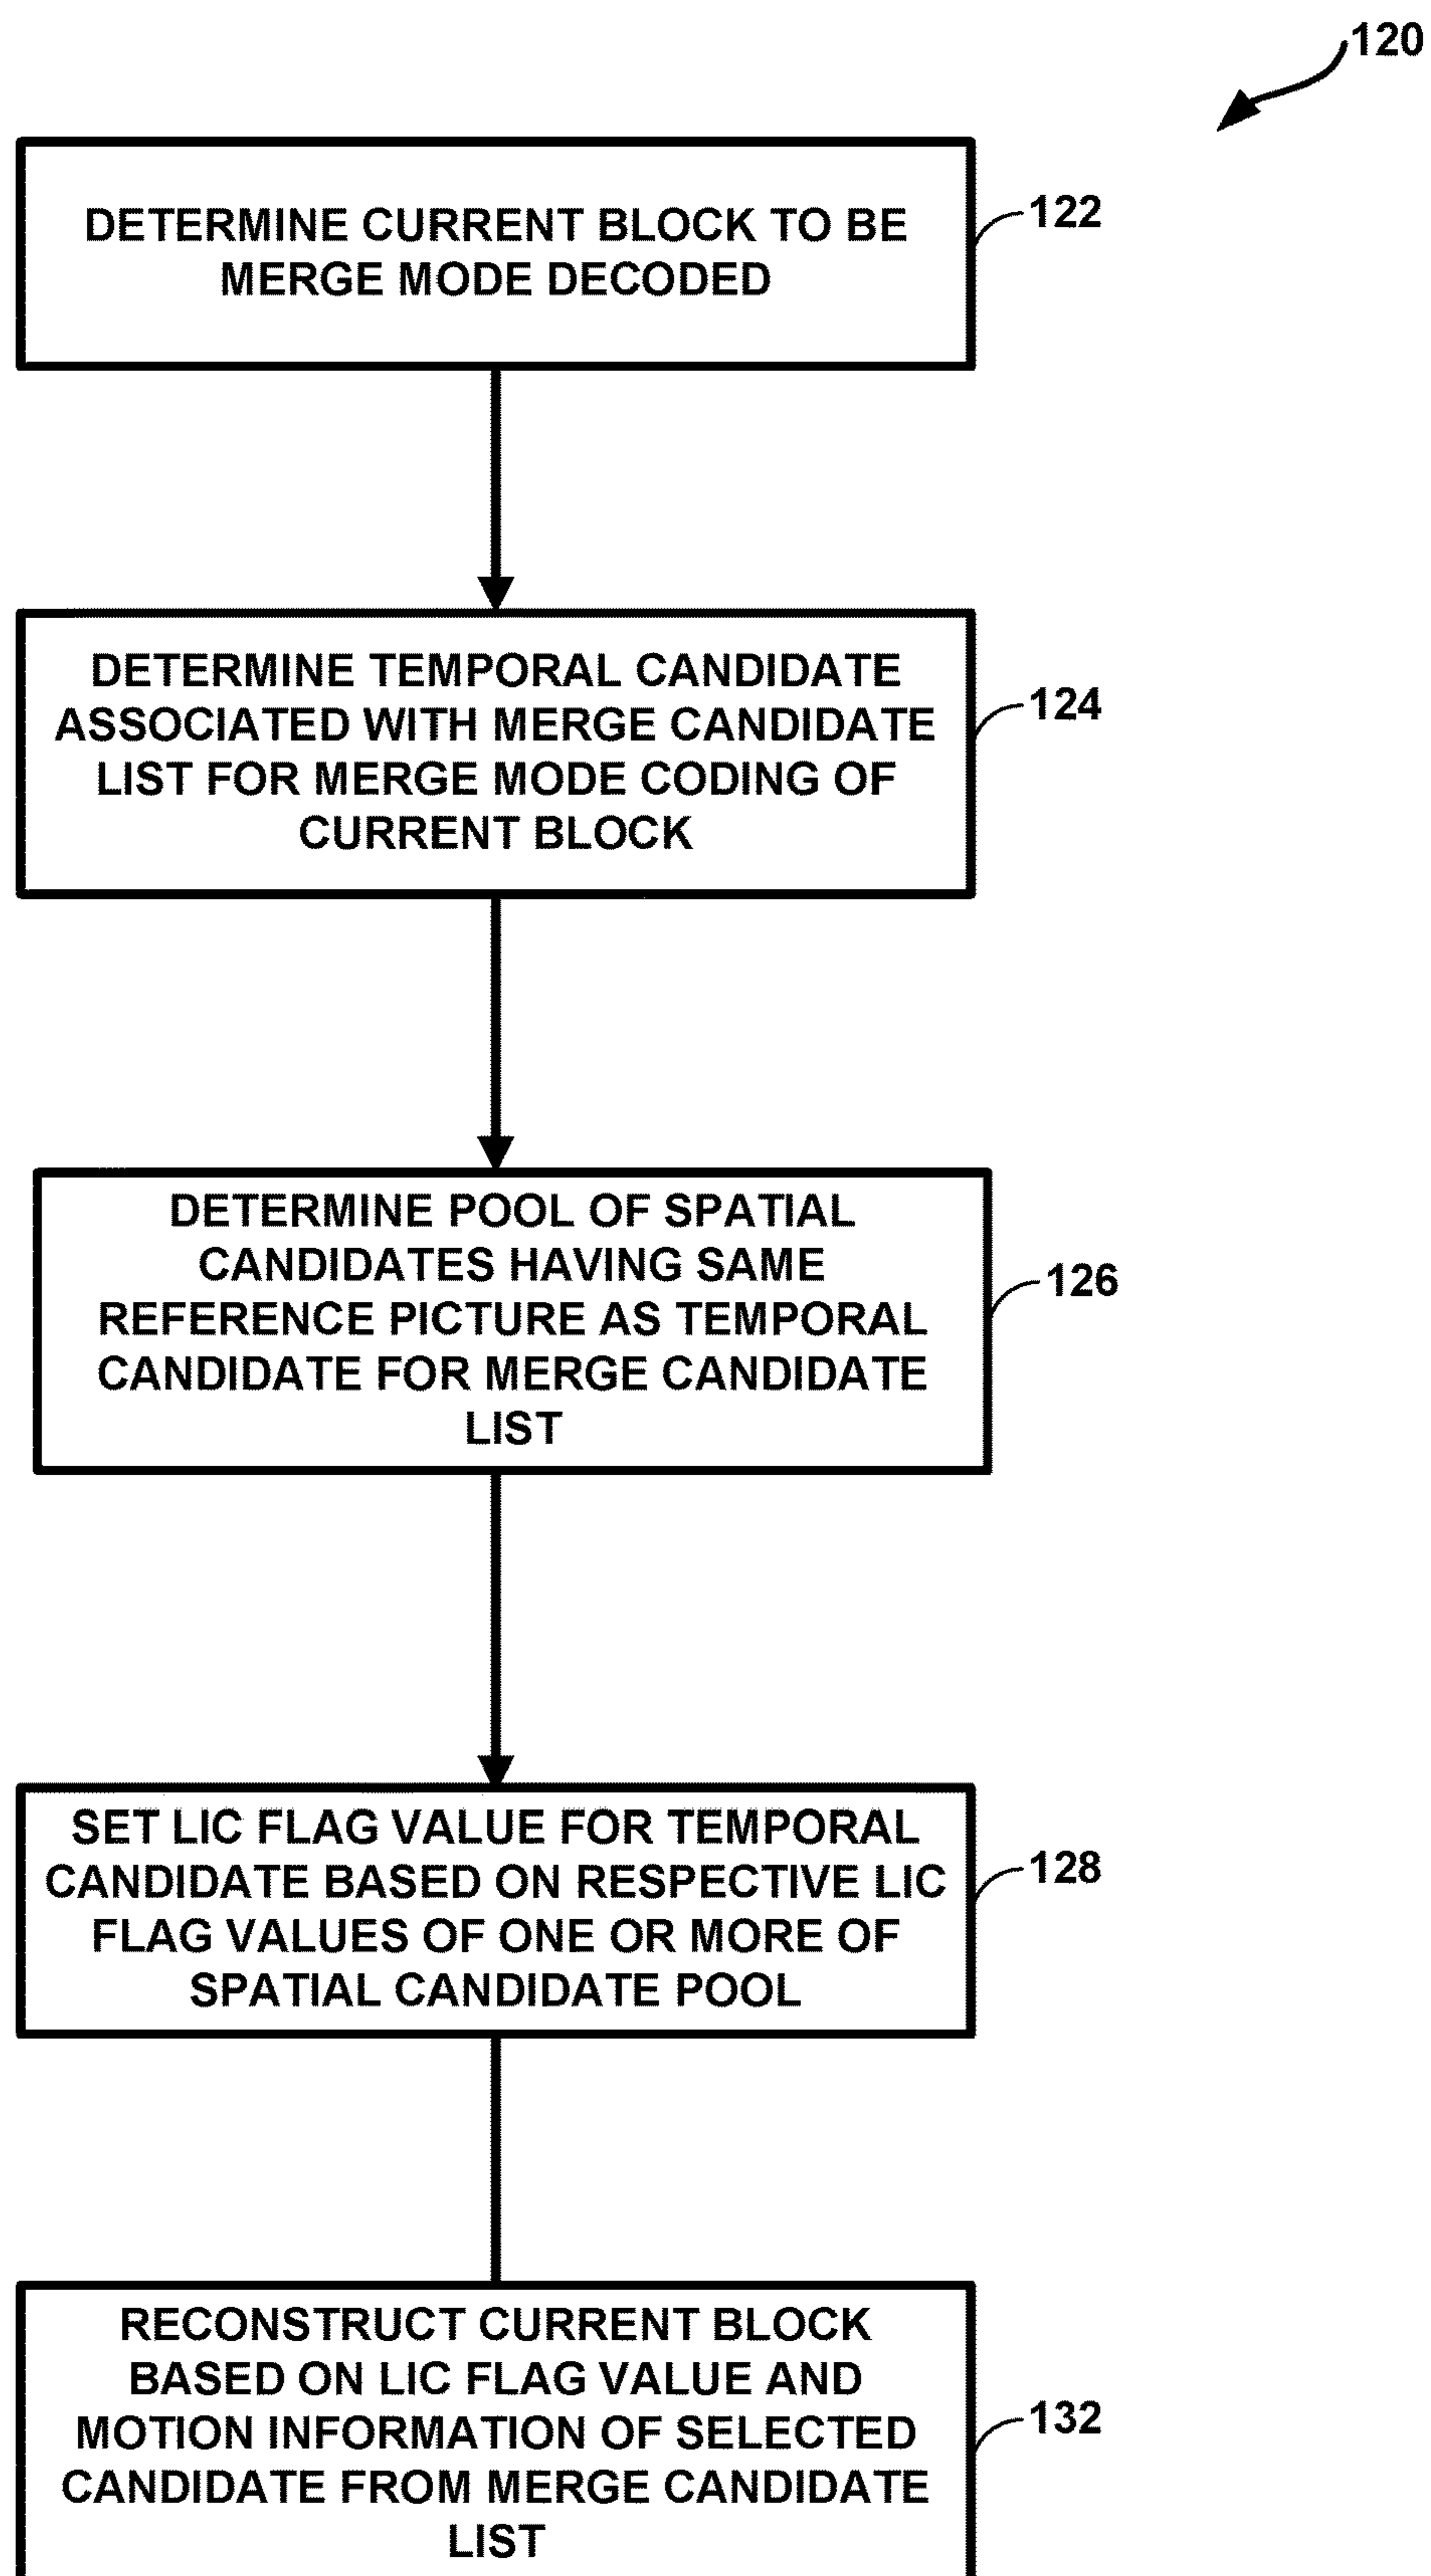 120
DETERMINE CURRENT BLOCK TO BE
MERGE MODE DECODED
122
DETERMINE TEMPORAL CANDIDATE
ASSOCIATED WITH MERGE CANDIDATE
LIST FOR MERGE MODE CODING OF
CURRENT BLOCK
124
DETERMINE POOL OF SPATIAL
CANDIDATES HAVING SAME
REFERENCE PICTURE AS TEMPORAL
CANDIDATE FOR MERGE CANDIDATE
LIST
126
SET LIC FLAG VALUE FOR TEMPORAL
CANDIDATE BASED ON RESPECTIVE LIC
FLAG VALUES OF ONE OR MORE OF
SPATIAL CANDIDATE POOL
128
RECONSTRUCT CURRENT BLOCK
BASED ON LIC FLAG VALUE AND
MOTION INFORMATION OF SELECTED
CANDIDATE FROM MERGE CANDIDATE
LIST
132